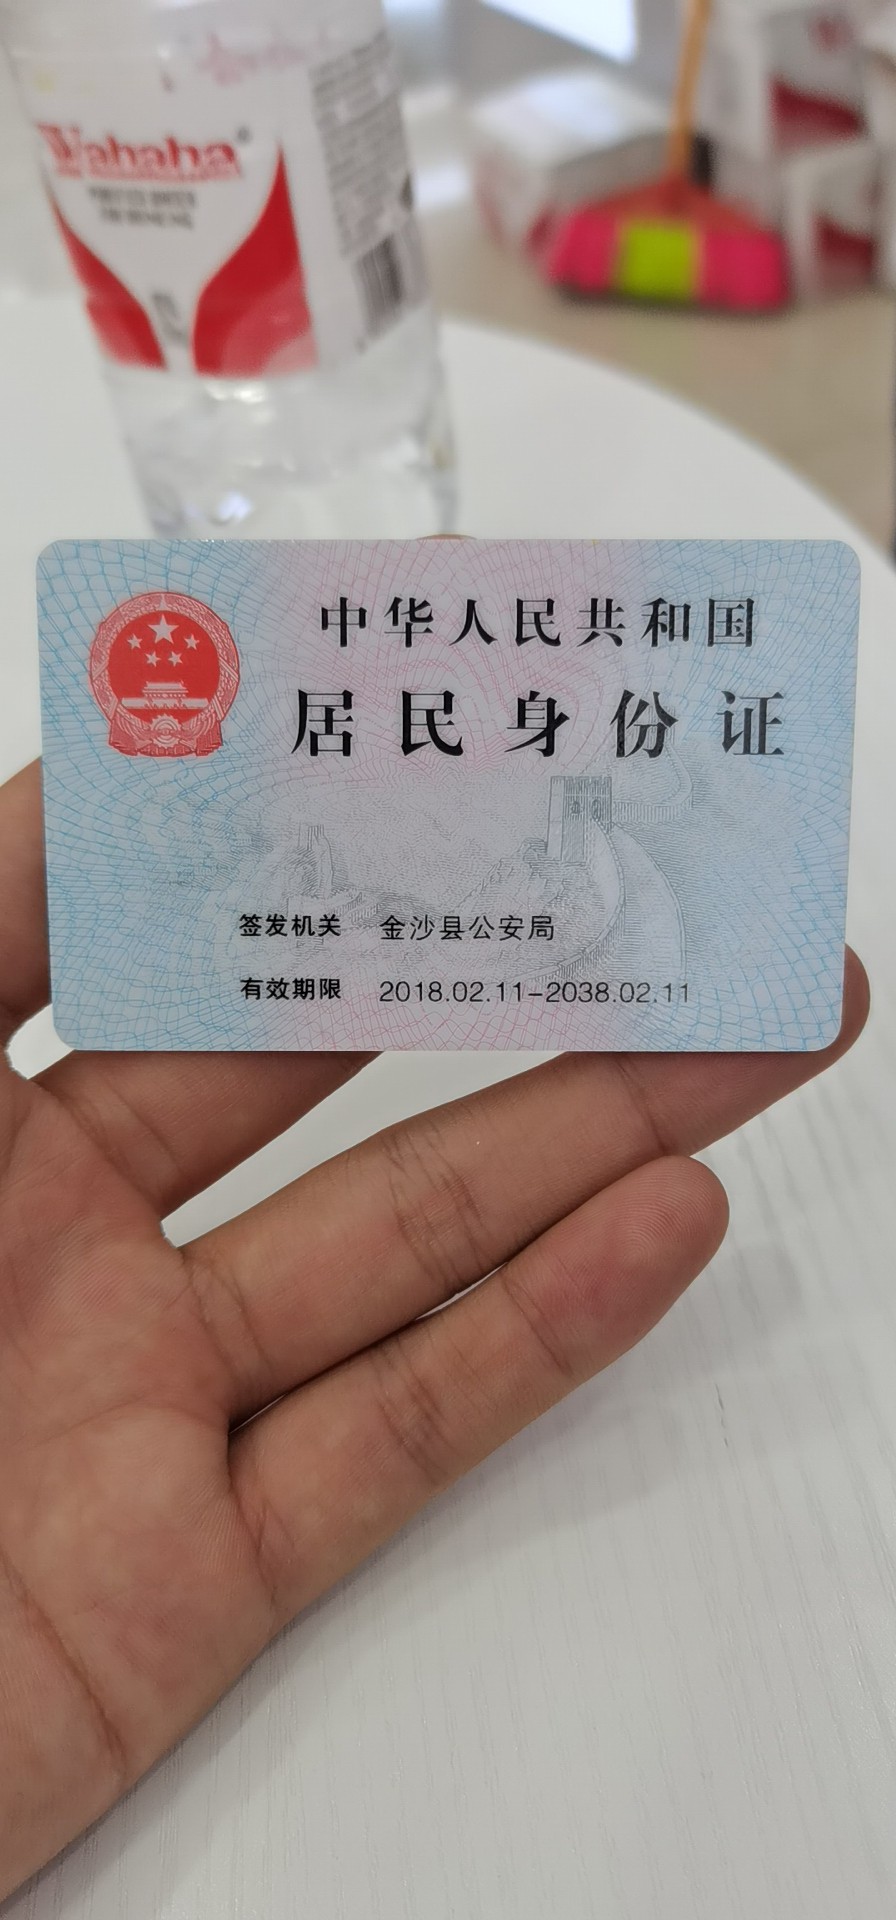 Wahaha
中华人民共和国
居民身份证
签发机关 金沙县公安局
有效期限 2018.02.11-2038.02.11